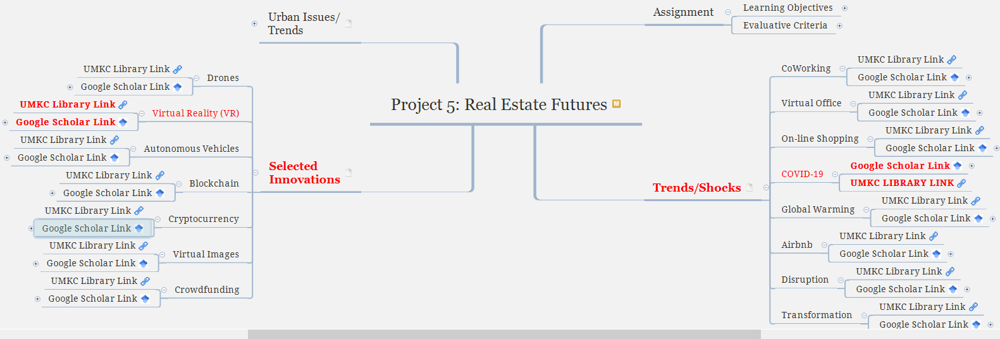 Urban Issues/
Trends
Assignment
Learning Objectives
Evaluative Criteria
Project 5: Real Estate Futures
M
Selected
Innovations
Drones
UMKC Library Link
Google Scholar Link
Virtual Reality (VR)
UMKC Library Link
Google Scholar Link
Autonomous Vehicles
UMKC Library Link
Google Scholar Link
Blockchain
UMKC Library Link
Google Scholar Link
Cryptocurrency
UMKC Library Link
Google Scholar Link
Virtual Images
UMKC Library Link
Google Scholar Link
Crowdfunding
UMKC Library Link
Google Scholar Link
Trends/Shocks
CoWorking
UMKC Library Link
Google Scholar Link
Virtual Office
UMKC Library Link
Google Scholar Link
On-line Shopping
UMKC Library Link
Google Scholar Link
COVID-19
Google Scholar Link
UMKC LIBRARY LINK
Global Warming
UMKC Library Link
Google Scholar Link
Airbnb
UMKC Library Link
Google Scholar Link
Disruption
UMKC Library Link
Google Scholar Link
Transformation
UMKC Library Link
Google Scholar Link